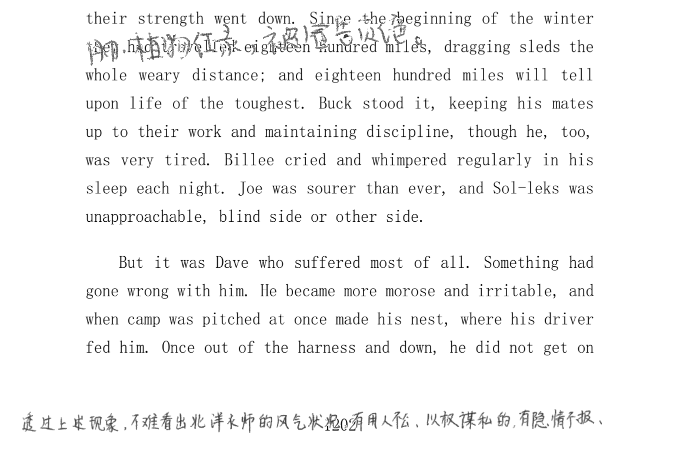 their strength went down. Since the beginning of the winter
had eighteen hundred miles, dragging sleds the
whole weary distance; and eighteen hundred miles will tell
upon life of the toughest. Buck stood it, keeping his mates
up to their work and maintaining discipline, though he, too,
was very tired. Billee cried and whimpered regularly in his
sleep each night. Joe was sourer than ever, and Sol-leks was
unapproachable, blind side or other side.
But it was Dave who suffered most of all. Something had
gone wrong with him. He became more morose and irritable, and
when camp was pitched at once made his nest, where his driver
fed him. Once out of the harness and down, he did not get on
透过上述现象,不难看出北洋水师的风气状况,有用人不公、以权谋私的,有隐情不报、
1202